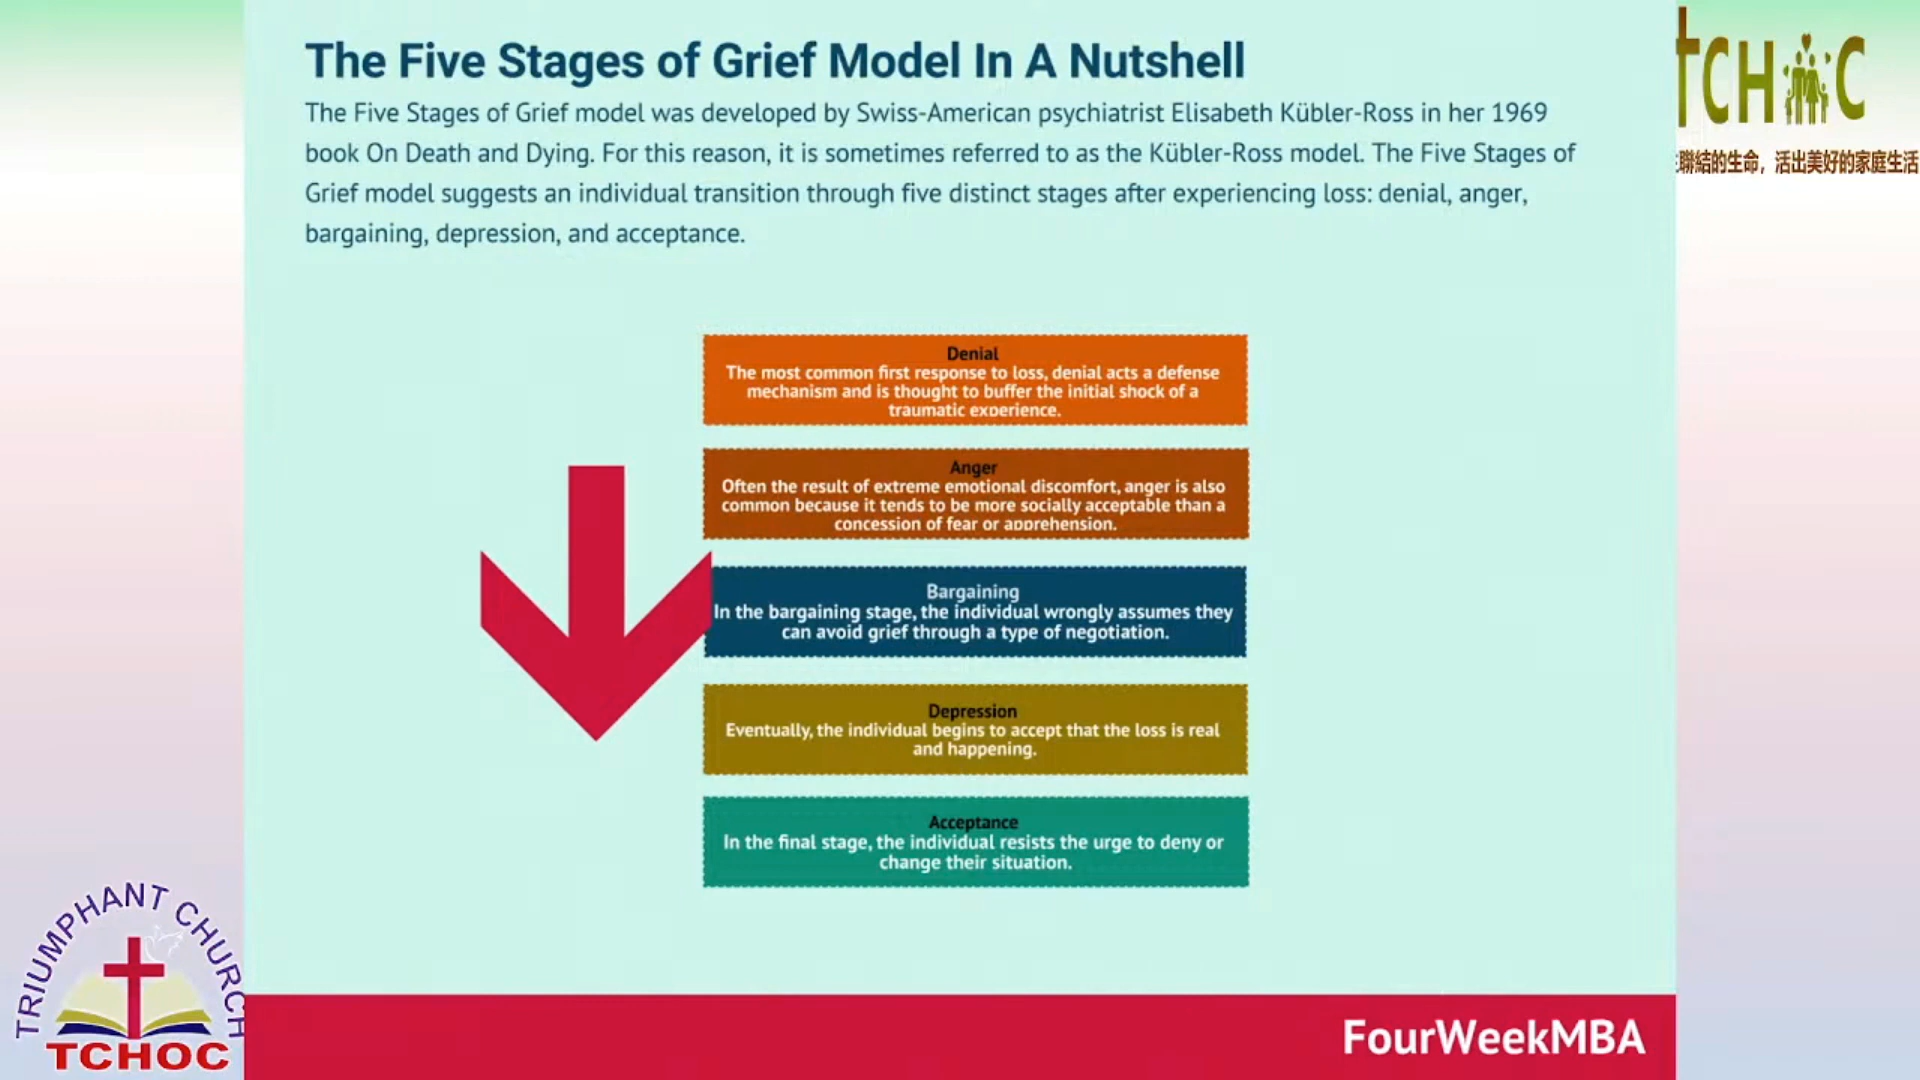 The Five Stages of Grief Model In A Nutshell
The Five Stages of Grief model was developed by Swiss-American psychiatrist Elisabeth Kübler-Ross in her 1969
book On Death and Dying. For this reason, it is sometimes referred to as the Kübler-Ross model. The Five Stages of
Grief model suggests an individual transition through five distinct stages after experiencing loss: denial, anger,
bargaining, depression, and acceptance.
Denial
The most common first response to loss, denial acts a defense
mechanism and is thought to buffer the initial shock of a
traumatic experience.
Anger
Often the result of extreme emotional discomfort, anger is also
common because it tends to be more socially acceptable than a
concession of fear or apprehension.
Bargaining
In the bargaining stage, the individual wrongly assumes they
can avoid grief through a type of negotiation.
Depression
Eventually, the individual begins to accept that the loss is real
and happening.
Acceptance
In the final stage, the individual resists the urge to deny or
change their situation.
FourWeekMBA
TCHOC
聯結的生命，活出美好的家庭生活
TRIUMPHANT CHURCH
TCHOC